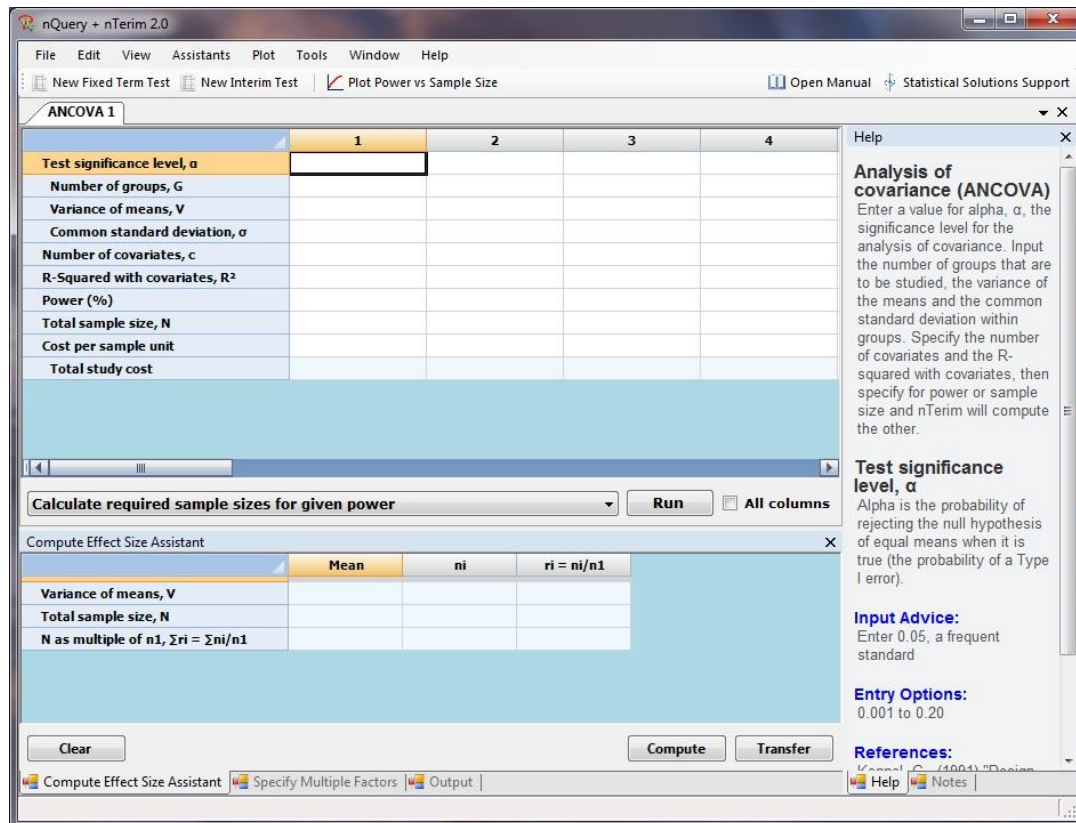 nQuery + nTerim 2.0
File Edit View Assistants Plot Tools Window Help
New Fixed Term Test New Interim Test Plot Power vs Sample Size Open Manual Statistical Solutions Support
ANCOVA 1
1 2 3 4
Test significance level, α
Number of groups, G
Variance of means, V
Common standard deviation, σ
Number of covariates, c
R-Squared with covariates, R²
Power (%)
Total sample size, N
Cost per sample unit
Total study cost
Calculate required sample sizes for given power Run All columns
Compute Effect Size Assistant
Mean ni ri = ni/n1
Variance of means, V
Total sample size, N
N as multiple of n1, Σri = Σni/n1
Clear Compute Transfer
Compute Effect Size Assistant Specify Multiple Factors Output
Help
Analysis of
covariance (ANCOVA)
Enter a value for alpha, α, the
significance level for the
analysis of covariance. Input
the number of groups that are
to be studied, the variance of
the means and the common
standard deviation within
groups. Specify the number
of covariates and the R-
squared with covariates, then
specify for power or sample
size and nTerim will compute
the other.
Test significance
level, α
Alpha is the probability of
rejecting the null hypothesis
of equal means when it is
true (the probability of a Type
I error).
Input Advice:
Enter 0.05, a frequent
standard
Entry Options:
0.001 to 0.20
References:
Help Notes